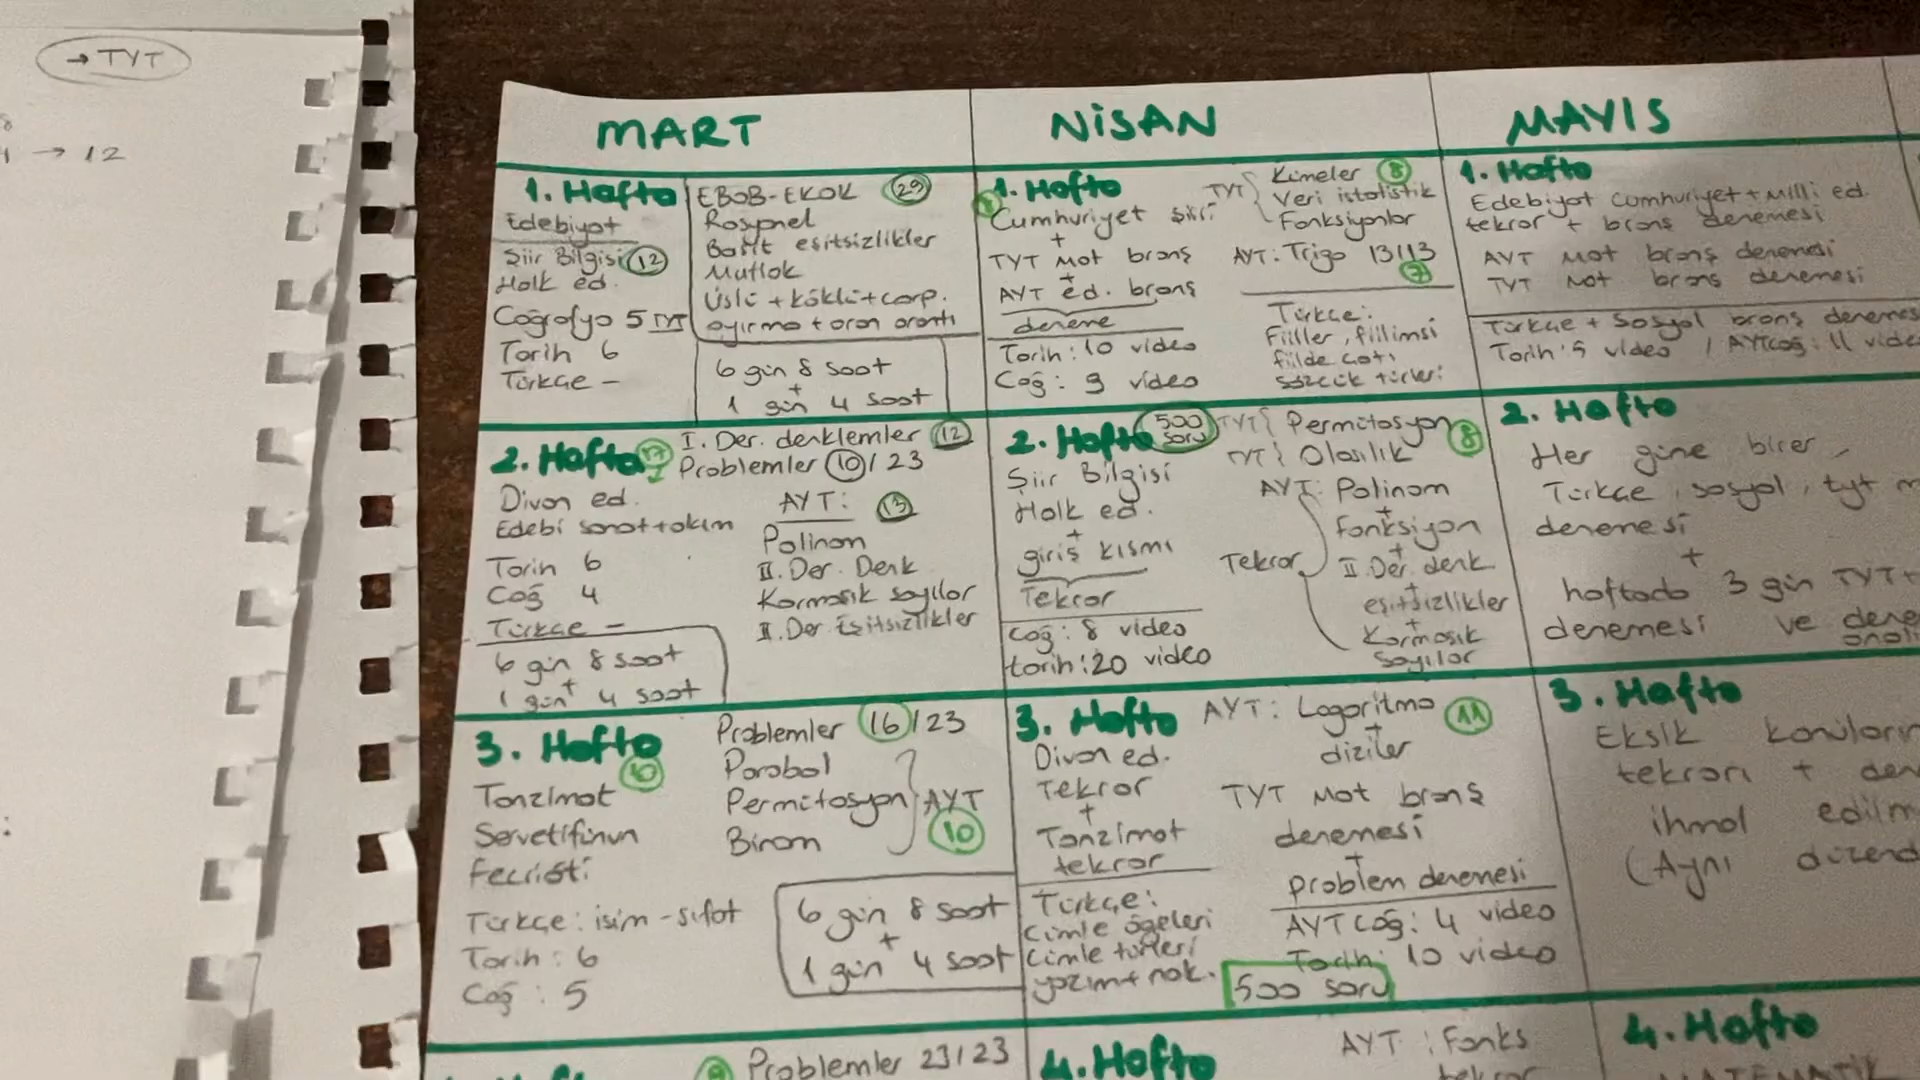 → TYT
→ 12
MART
1. Hafta
Edebiyat
Şiir Bilgisi 12
Halk ed.
Coğrafya 5 TYT
Tarih 6
Türkçe -
EBOB-EKOK 29
Rasyonel
Basit eşitsizlikler
Mutlak
Üslü + köklü + çarp.
ayırma + oran orantı
6 gün 8 saat
+
1 gün 4 saat
2. Hafta 17
Divan ed.
Edebi sanat + akım
Tarih 6
Coğ 4
Türkçe -
6 gün 8 saat
+
1 gün 4 saat
I. Der. denklemler 12
Problemler 10 / 23
AYT: 13
Polinom
II. Der. Denk
Karmaşık sayılar
II. Der Eşitsizlikler
3. Hafta
10
Tanzimat
Servetifünun
Fecriati
Türkçe: isim - sıfat
Tarih : 6
Coğ : 5
Problemler 16 / 23
Parabol
Permütasyon AYT
Binom 10
6 gün 8 saat
+
1 gün 4 saat
Problemler 23 / 23
NİSAN
1. Hafta
Cumhuriyet şiiri
+
TYT Mat branş
+
AYT ed. branş
deneme
Tarih : 10 video
Coğ : 9 video
TYT
Kümeler 8
Veri istatistik
Fonksiyonlar
AYT : Trigo 13/13
7
Türkçe:
Fiiller, fiilimsi
fiilde çatı
sözcük türleri
2. Hafta 500 soru
Şiir Bilgisi
Halk ed.
+
giriş kısmı
Tekrar
Coğ : 8 video
tarih : 20 video
TYT Permütasyon 8
TYT Olasılık
AYT: Polinom
+
Fonksiyon
+
Tekrar II. Der. denk
+
eşitsizlikler
+
Karmaşık
Sayılar
3. Hafta
Divan ed.
Tekrar
+
Tanzimat
tekrar
Türkçe:
Cümle öğeleri
Cümle türleri
yazım + nok.
AYT : Logaritma 11
+
diziler
TYT Mat branş
denemesi
+
problem denemesi
AYT Coğ : 4 video
Tarih: 10 video
500 soru
4. Hafta
AYT : Fonks
tekrar
MAYIS
1. Hafta
Edebiyat Cumhuriyet + Milli ed.
tekrar + branş denemesi
AYT Mat branş denemesi
TYT Mat branş denemesi
Türkçe + Sosyal branş
Tarih : 5 video / AYT Coğ : 11
2. Hafta
Her güne birer
Türkçe, sosyal, tyt
denemesi
+
haftada 3 gün TYT +
denemesi ve
3. Hafta
Eksik
tekrarı +
ihmal
(Aynı
4. Hafta
MATEMATİK